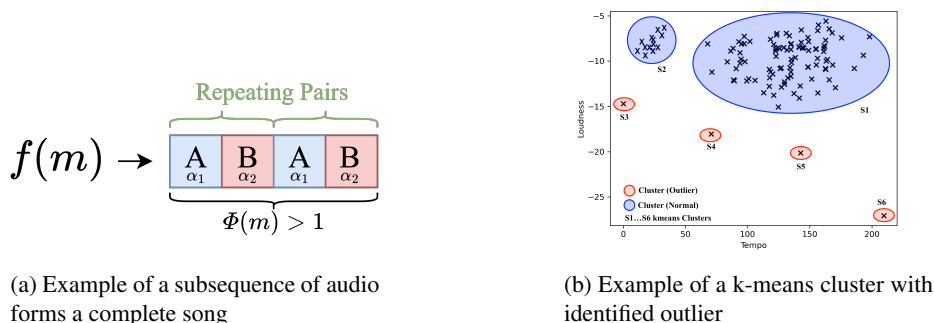 Repeating Pairs
f(m) → A B A B
α₁ α₂ α₁ α₂
Φ(m) > 1
(a) Example of a subsequence of audio
forms a complete song
−5
−10
−15
−20
−25
Loudness
0 50 100 150 200
Tempo
S2
S1
S3
S4
S5
S6
Cluster (Outlier)
Cluster (Normal)
S1...S6 kmeans Clusters
(b) Example of a k-means cluster with
identified outlier